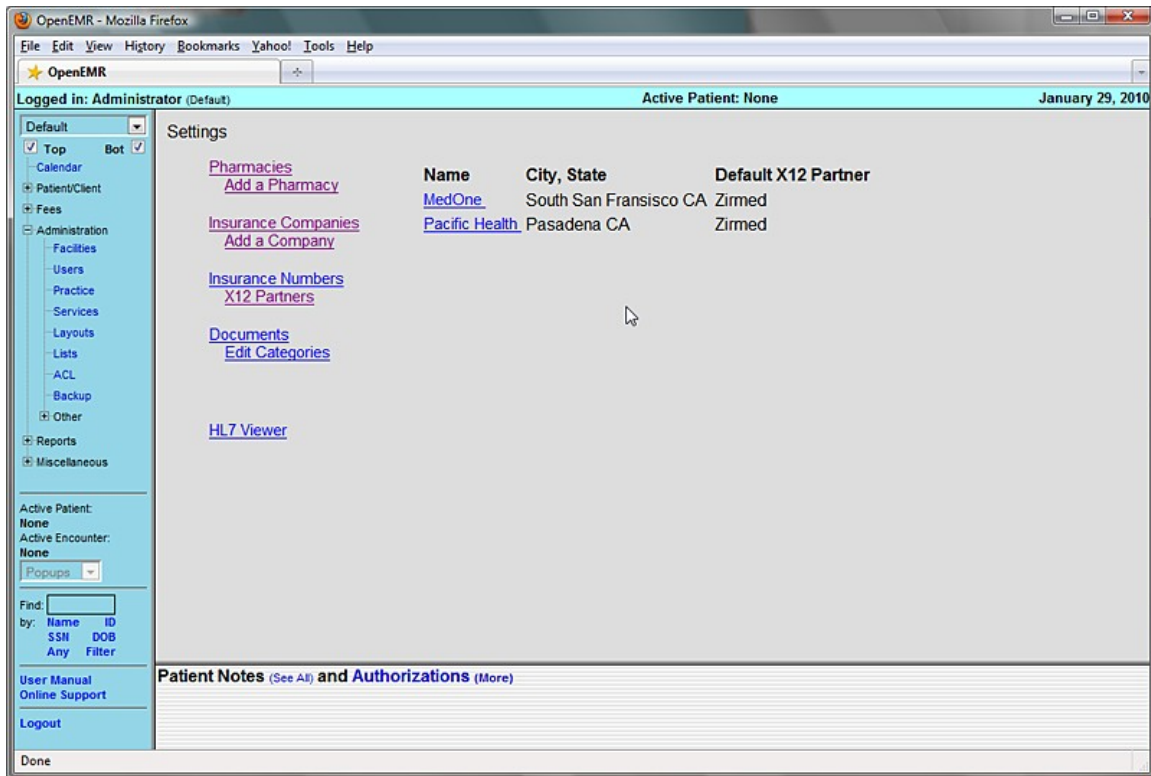 OpenEMR - Mozilla Firefox
File Edit View History Bookmarks Yahoo! Tools Help
OpenEMR
Logged in: Administrator (Default) Active Patient: None January 29, 2010
Default
Top Bot
Calendar
Patient/Client
Fees
Administration
Facilities
Users
Practice
Services
Layouts
Lists
ACL
Backup
Other
Reports
Miscellaneous
Active Patient:
None
Active Encounter:
None
Popups
Find:
by: Name ID
SSN DOB
Any Filter
User Manual
Online Support
Logout
Settings
Pharmacies
Add a Pharmacy
Insurance Companies
Add a Company
Insurance Numbers
X12 Partners
Documents
Edit Categories
HL7 Viewer
Name City, State Default X12 Partner
MedOne South San Fransisco CA Zirmed
Pacific Health Pasadena CA Zirmed
Patient Notes (See All) and Authorizations (More)
Done